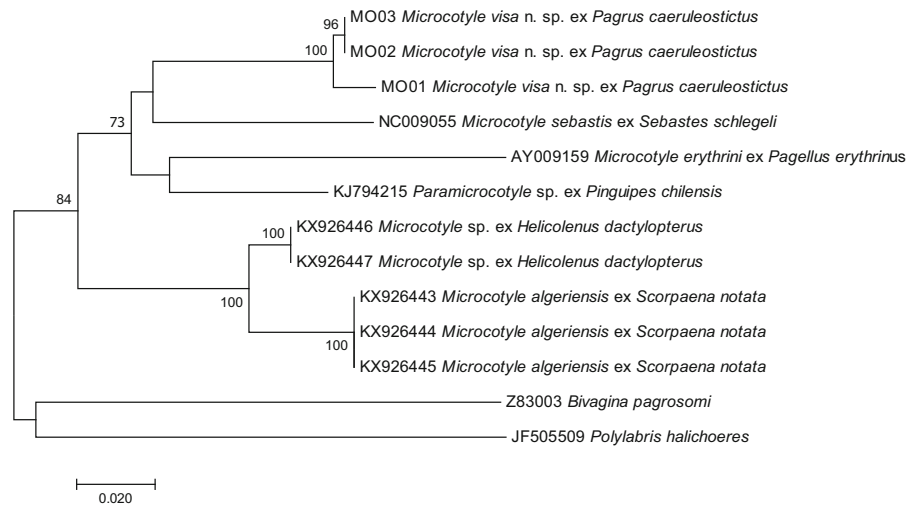 96
MO03 Microcotyle visa n. sp. ex Pagrus caeruleostictus
100
MO02 Microcotyle visa n. sp. ex Pagrus caeruleostictus
MO01 Microcotyle visa n. sp. ex Pagrus caeruleostictus
73
NC009055 Microcotyle sebastis ex Sebastes schlegeli
AY009159 Microcotyle erythrini ex Pagellus erythrinus
KJ794215 Paramicrocotyle sp. ex Pinguipes chilensis
84
100
KX926446 Microcotyle sp. ex Helicolenus dactylopterus
KX926447 Microcotyle sp. ex Helicolenus dactylopterus
100
KX926443 Microcotyle algeriensis ex Scorpaena notata
KX926444 Microcotyle algeriensis ex Scorpaena notata
100
KX926445 Microcotyle algeriensis ex Scorpaena notata
Z83003 Bivagina pagrosomi
JF505509 Polylabris halichoeres
0.020